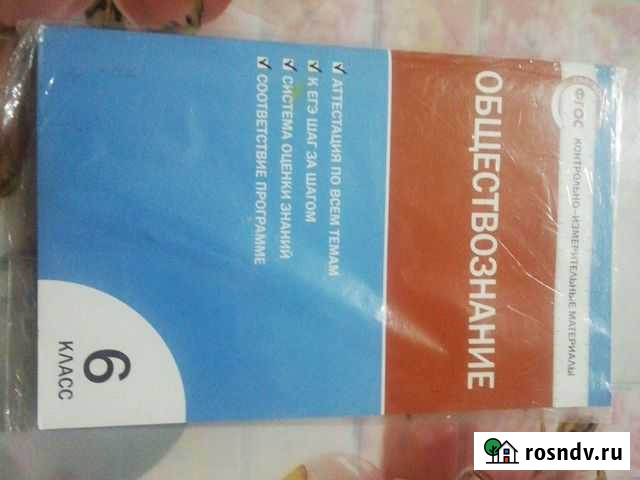 ФГОС
КОНТРОЛЬНО-ИЗМЕРИТЕЛЬНЫЕ МАТЕРИАЛЫ
ОБЩЕСТВОЗНАНИЕ
АТТЕСТАЦИЯ ПО ВСЕМ ТЕМАМ
К ЕГЭ ШАГ ЗА ШАГОМ
СИСТЕМА ОЦЕНКИ ЗНАНИЙ
СООТВЕТСТВИЕ ПРОГРАММЕ
6
КЛАСС
rosndv.ru